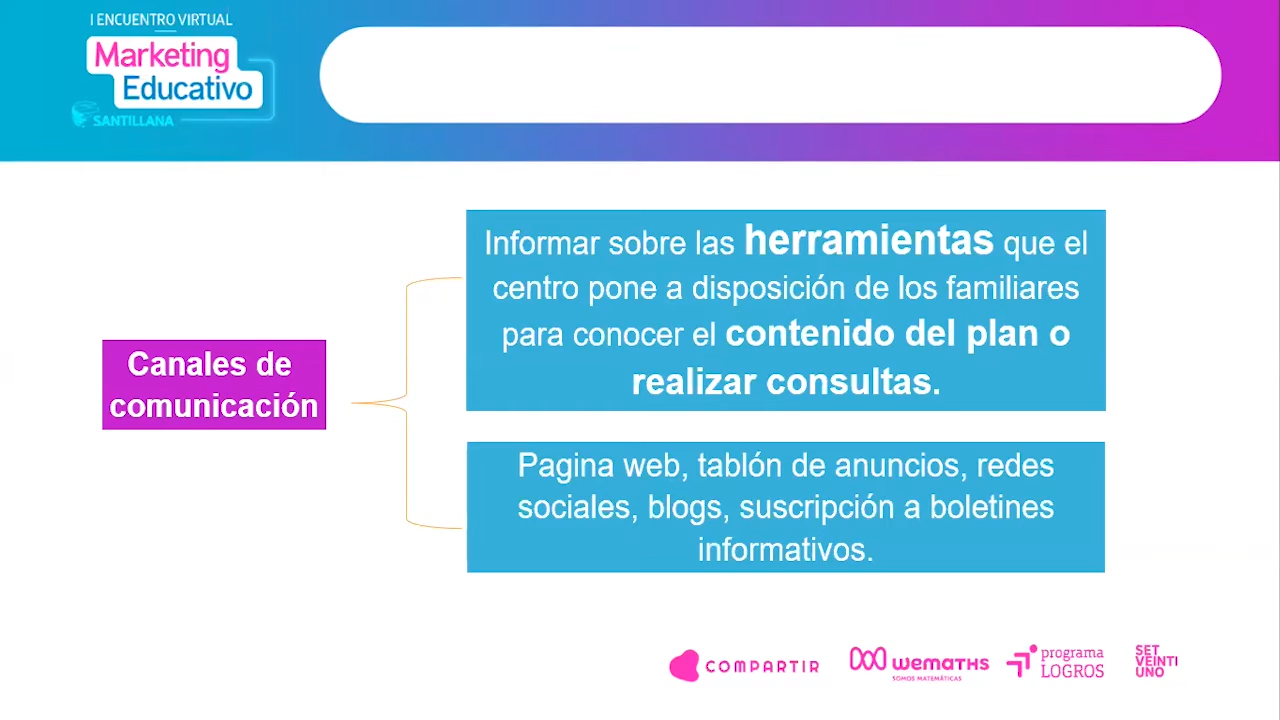 I ENCUENTRO VIRTUAL
Marketing
Educativo
SANTILLANA
Informar sobre las herramientas que el
centro pone a disposición de los familiares
para conocer el contenido del plan o
realizar consultas.
Canales de
comunicación
Pagina web, tablón de anuncios, redes
sociales, blogs, suscripción a boletines
informativos.
COMPARTIR
wemaths
SOMOS MATEMÁTICAS
programa
LOGROS
SET
VEINTI
UNO